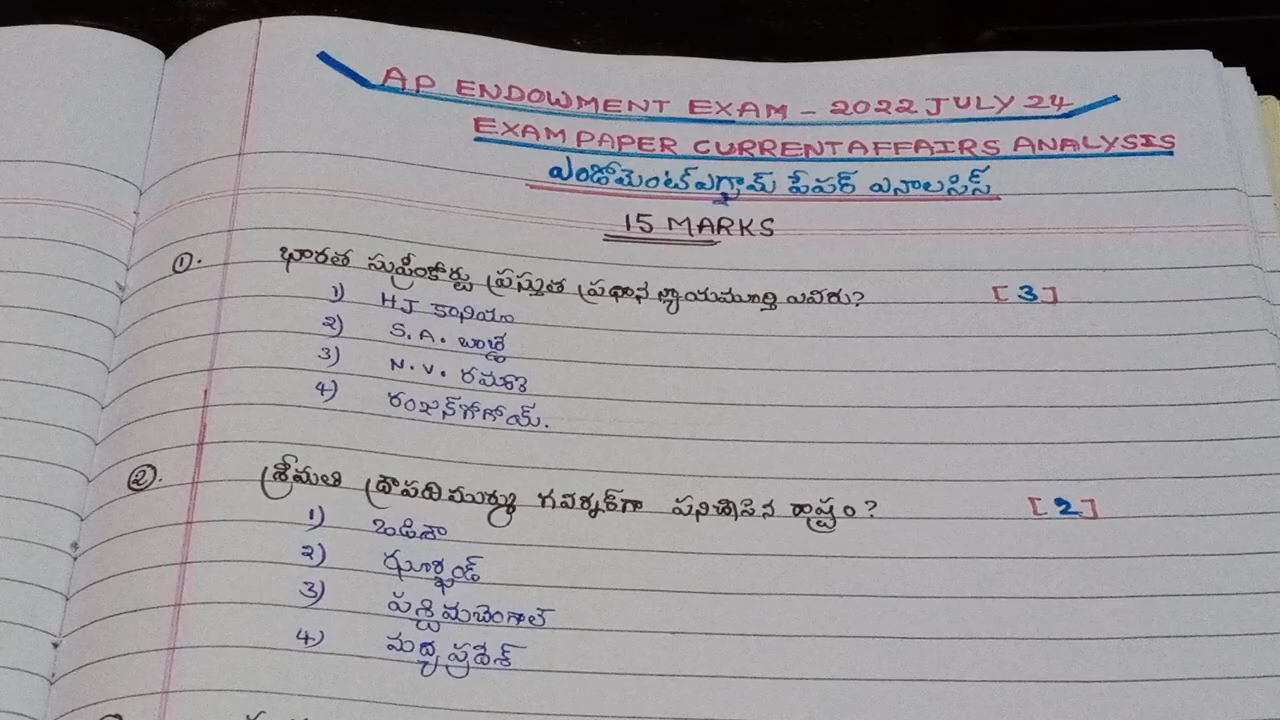 AP ENDOWMENT EXAM - 2022 JULY 24
EXAM PAPER CURRENT AFFAIRS ANALYSIS
ఎండోమెంట్ ఎగ్జామ్ పేపర్ ఎనాలసిస్
15 MARKS
①. భారత సుప్రీంకోర్టు ప్రస్తుత ప్రధాన న్యాయమూర్తి ఎవరు? [3]
1) HJ కానియా
2) S.A. బాబ్డే
3) N.V. రమణ
4) రంజన్ గోగోయ్.
②. శ్రీమతి ద్రౌపది ముర్ము గవర్నర్‌గా పనిచేసిన రాష్ట్రం? [2]
1) ఒడిశా
2) ఝార్ఖండ్
3) పశ్చిమబెంగాల్
4) మధ్యప్రదేశ్